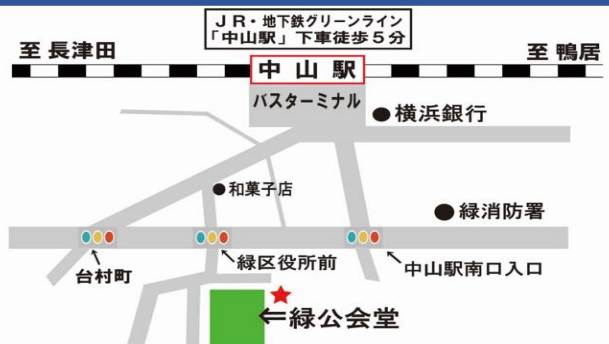 JR・地下鉄グリーンライン
「中山駅」下車徒歩5分
至 長津田
至 鴨居
中山駅
バスターミナル
横浜銀行
和菓子店
緑消防署
台村町
緑区役所前
中山駅南口入口
⇐緑公会堂